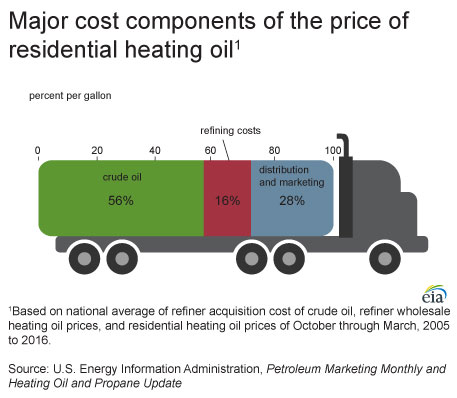 Major cost components of the price of
residential heating oil¹
percent per gallon
refining costs
0 20 40 60 80 100
crude oil
distribution
and marketing
56% 16% 28%
eia
¹Based on national average of refiner acquisition cost of crude oil, refiner wholesale
heating oil prices, and residential heating oil prices of October through March, 2005
to 2016.
Source: U.S. Energy Information Administration, Petroleum Marketing Monthly and
Heating Oil and Propane Update